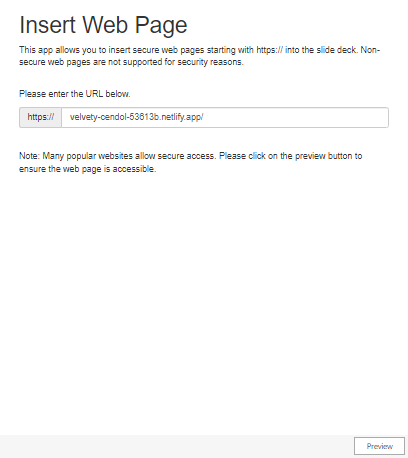 Insert Web Page
This app allows you to insert secure web pages starting with https:// into the slide deck. Non-
secure web pages are not supported for security reasons.
Please enter the URL below.
https:// velvety-cendol-53613b.netlify.app/
Note: Many popular websites allow secure access. Please click on the preview button to
ensure the web page is accessible.
Preview